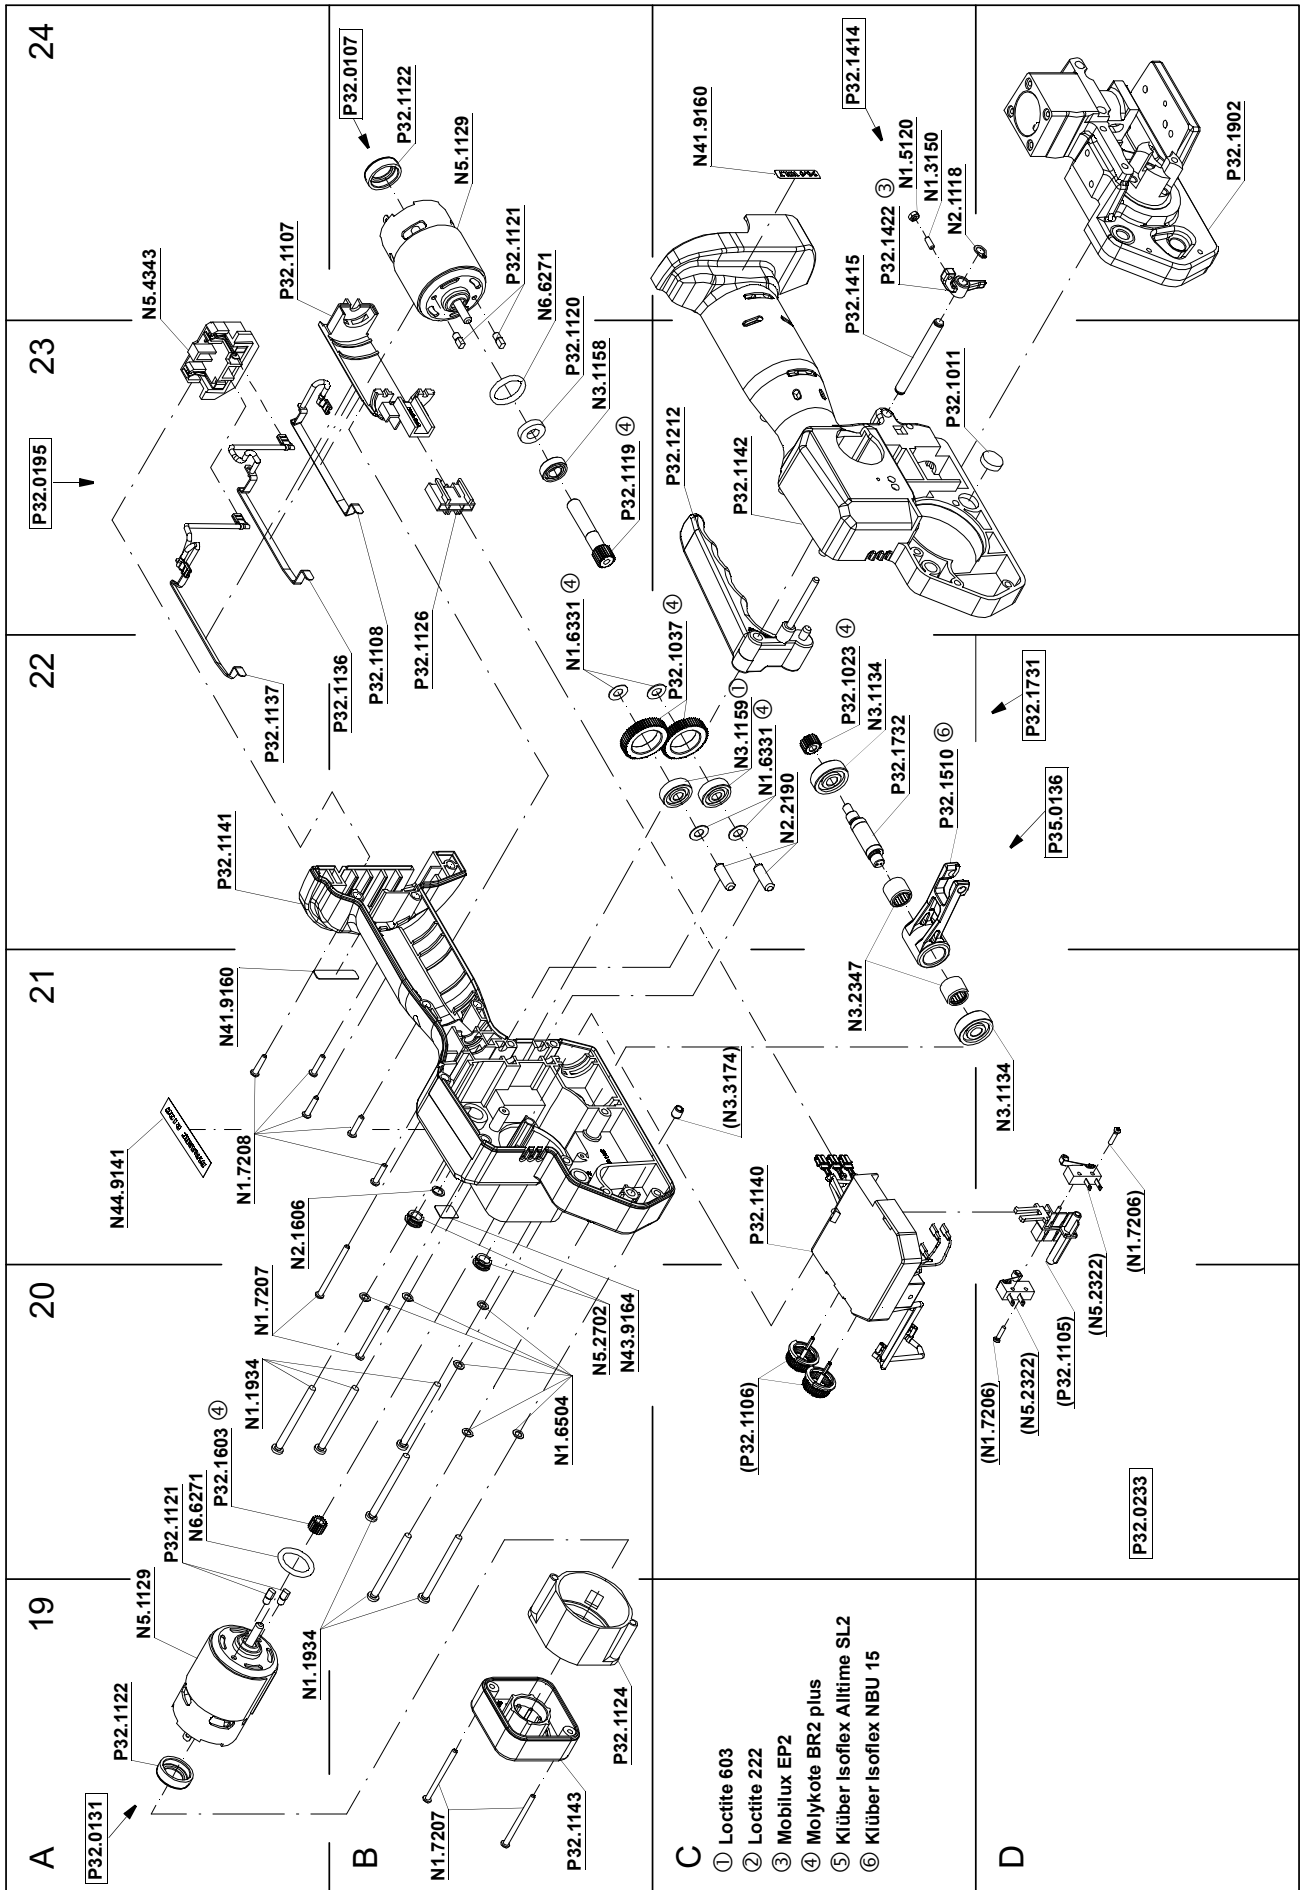 A
B
C
D
19
20
21
22
23
24
P32.0131
P32.1122
N5.1129
P32.1121
N6.6271
P32.1603 ④
N1.1934
N1.7207
N2.1606
N1.7208
N44.9141
N41.9160
P32.1141
P32.1137
P32.1136
P32.1108
P32.1126
P32.0195
N5.4343
P32.1107
P32.0107
P32.1122
N5.1129
P32.1121
N6.6271
P32.1120
N3.1158
P32.1119 ④
N1.6331 ④
P32.1037 ④
N3.1159 ①
N1.6331 ④
N2.2190
N1.1934
N1.6504
N5.2702
N43.9164
(N3.3174)
N1.7207
P32.1143
P32.1124
P32.1212
P32.1142
N41.9160
P32.1414
N1.5120
N1.3150
P32.1422 ③
N2.1118
P32.1415
P32.1011
P32.1902
P32.1023 ④
N3.1134
P32.1732
P32.1510 ⑥
P32.1731
P35.0136
N3.2347
N3.1134
P32.1140
(P32.1106)
(N1.7206)
(N5.2322)
(P32.1105)
(N5.2322)
(N1.7206)
P32.0233
① Loctite 603
② Loctite 222
③ Mobilux EP2
④ Molykote BR2 plus
⑤ Klüber Isoflex Alltime SL2
⑥ Klüber Isoflex NBU 15